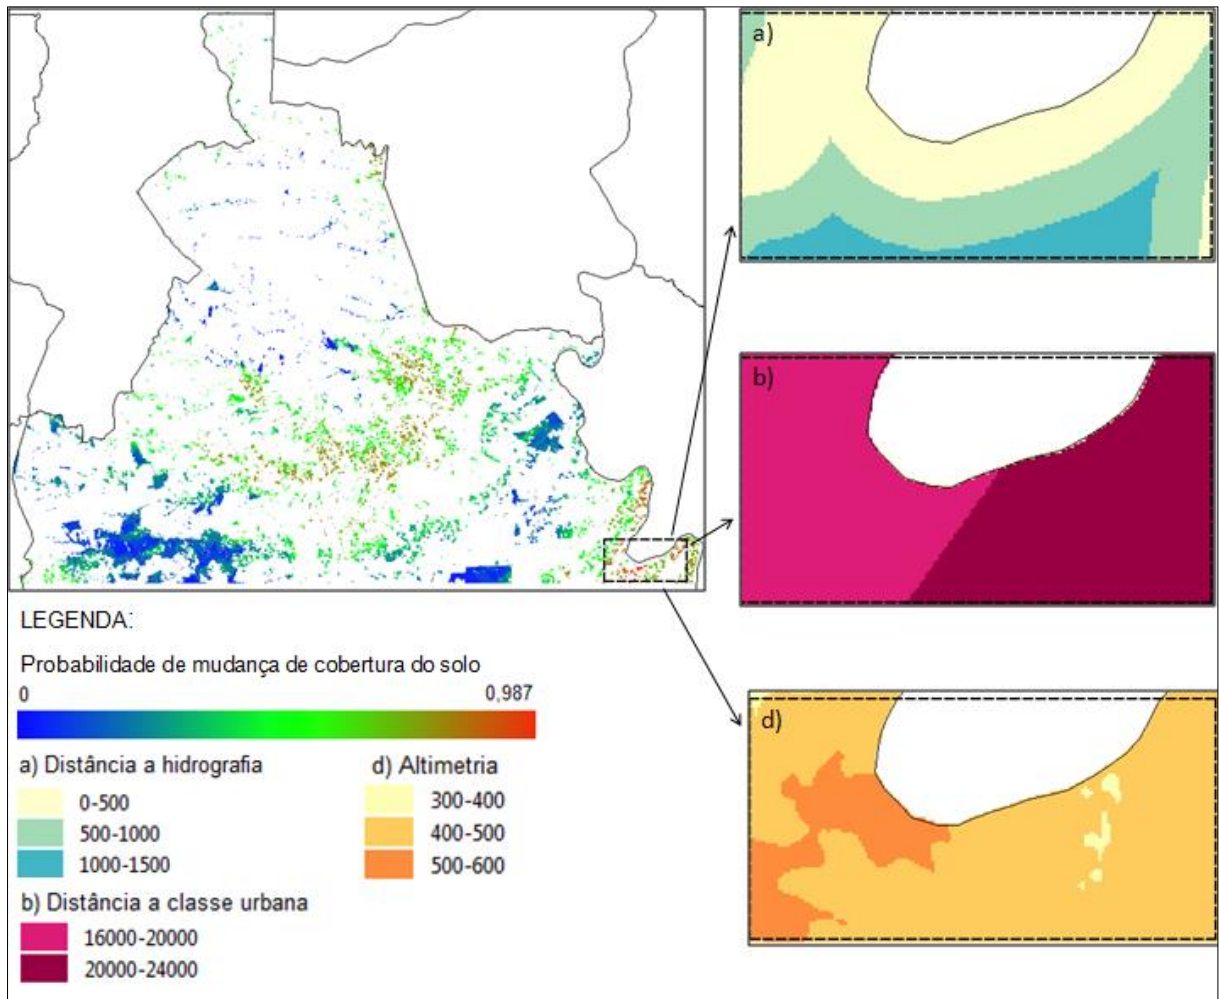 a)
b)
d)
LEGENDA:
Probabilidade de mudança de cobertura do solo
0 0,987
a) Distância a hidrografia
0-500
500-1000
1000-1500
b) Distância a classe urbana
16000-20000
20000-24000
d) Altimetria
300-400
400-500
500-600